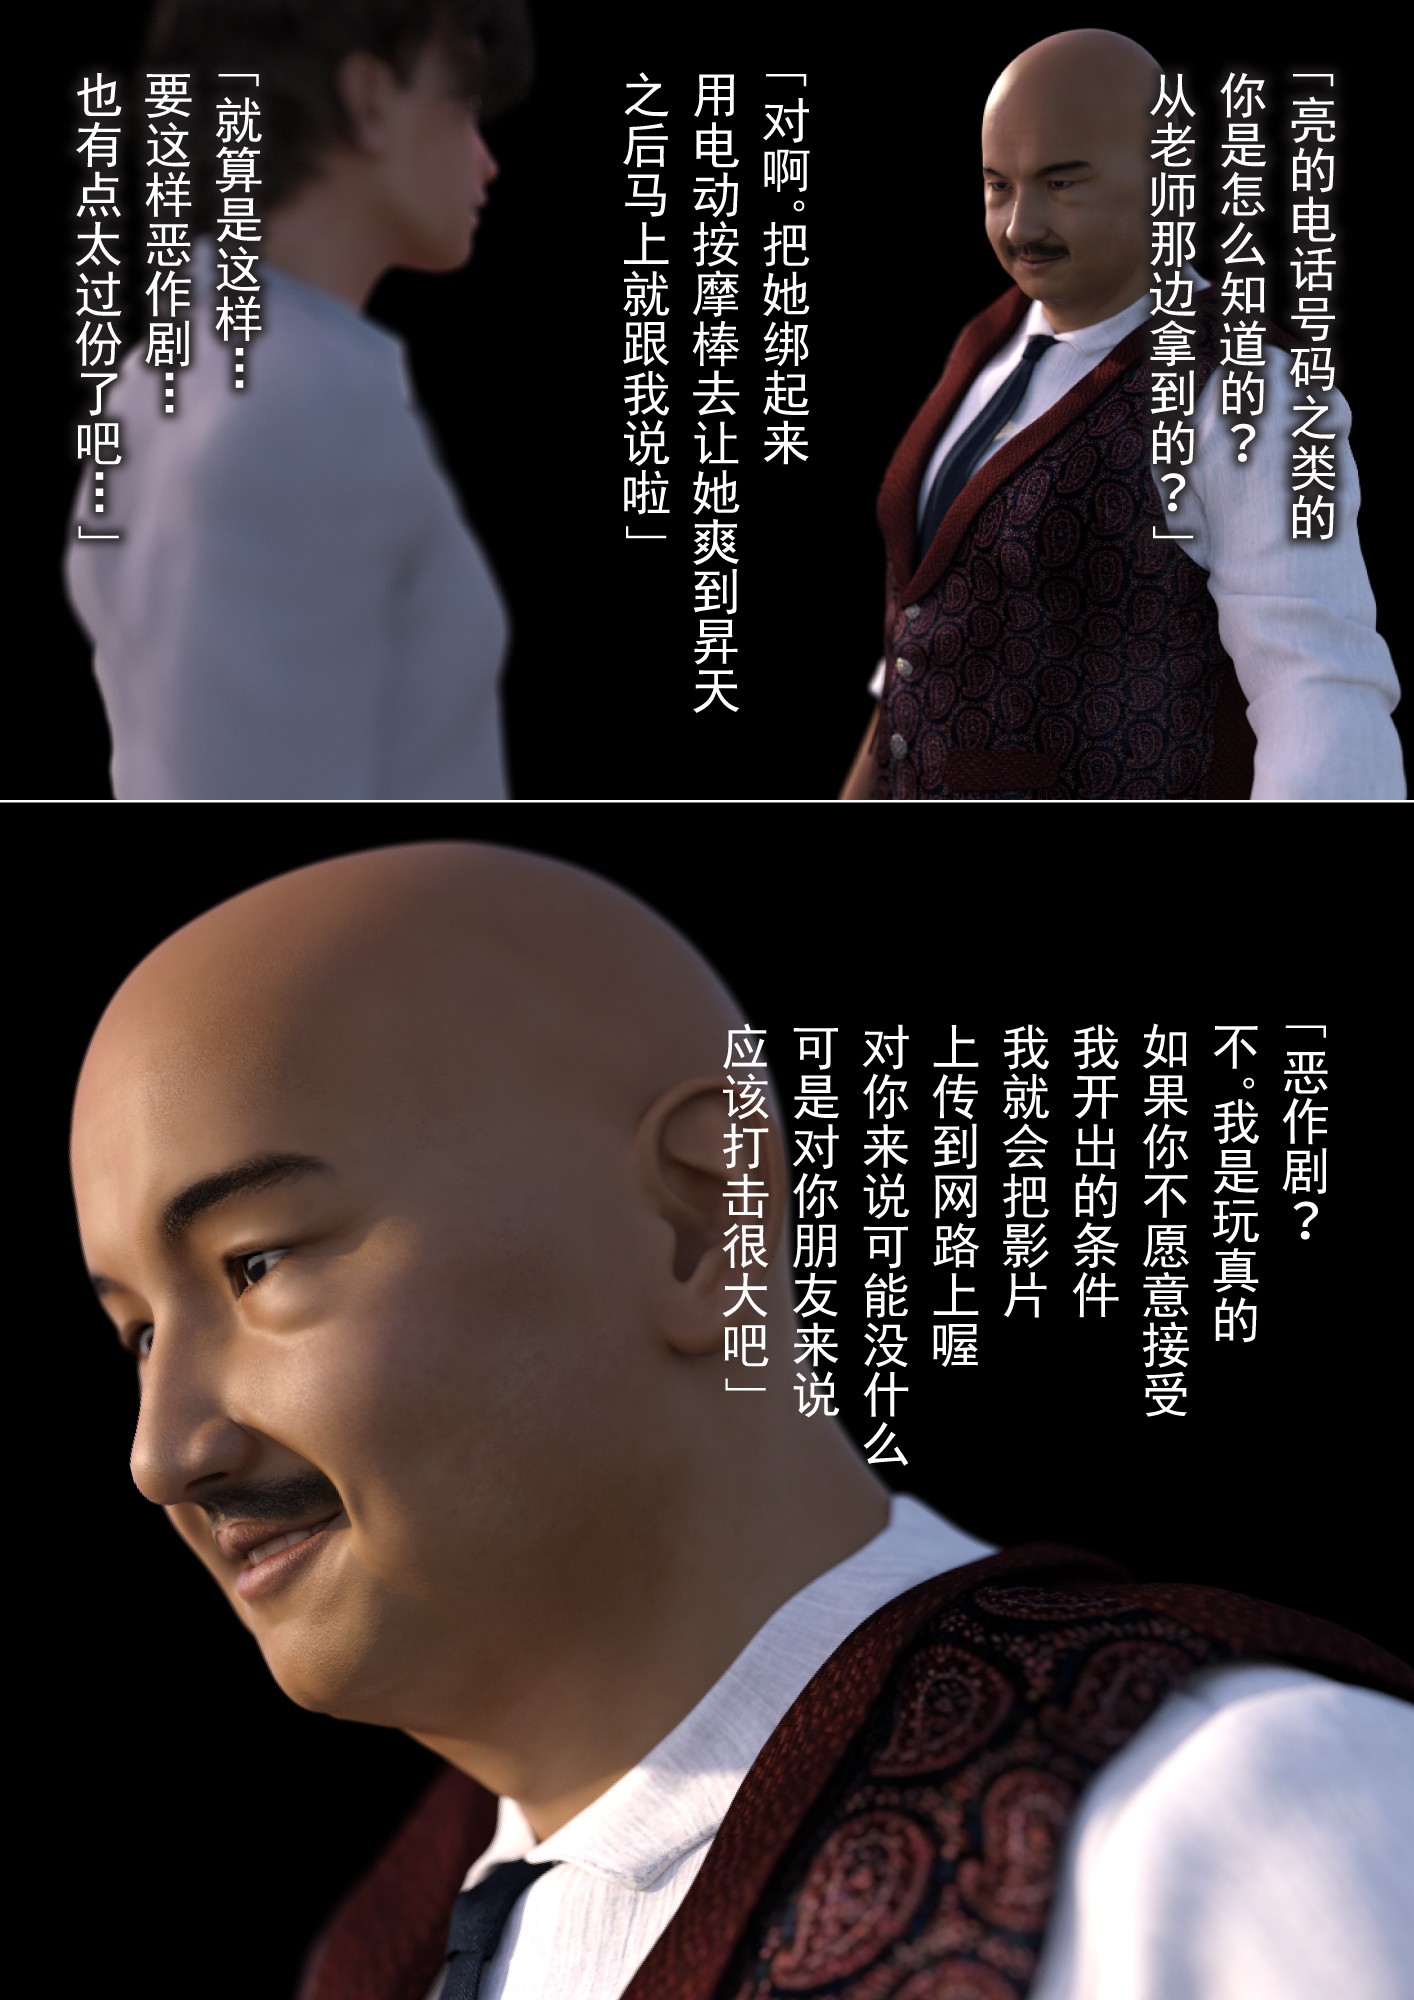 「亮的电话号码之类的
你是怎么知道的?
从老师那边拿到的?」
「对啊。把她绑起来
用电动按摩棒去让她爽到昇天
之后马上就跟我说啦」
「就算是这样…
要这样恶作剧…
也有点太过份了吧…」
「恶作剧?
不。我是玩真的
如果你不愿意接受
我开出的条件
我就会把影片
上传到网路上喔
对你来说可能没什么
可是对你朋友来说
应该打击很大吧」